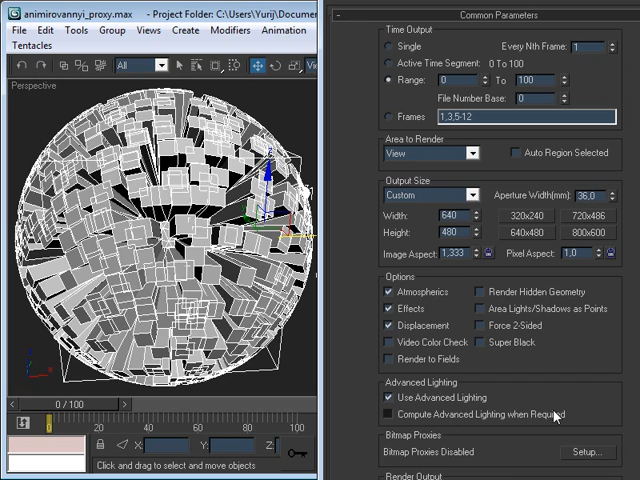 animirovannyi_proxy.max - Project Folder: C:\Users\Yurij\Documen
File Edit Tools Group Views Create Modifiers Animation
Tentacles
All
Perspective
0 / 100
0 20 40 60 80 100
X: Y: Z:
Click and drag to select and move objects
Common Parameters
Time Output
Single Every Nth Frame: 1
Active Time Segment: 0 To 100
Range: 0 To 100
File Number Base: 0
Frames 1,3,5-12
Area to Render
View Auto Region Selected
Output Size
Custom Aperture Width(mm): 36,0
Width: 640 320x240 720x486
Height: 480 640x480 800x600
Image Aspect: 1,333 Pixel Aspect: 1,0
Options
Atmospherics Render Hidden Geometry
Effects Area Lights/Shadows as Points
Displacement Force 2-Sided
Video Color Check Super Black
Render to Fields
Advanced Lighting
Use Advanced Lighting
Compute Advanced Lighting when Required
Bitmap Proxies
Bitmap Proxies Disabled Setup...
Render Output